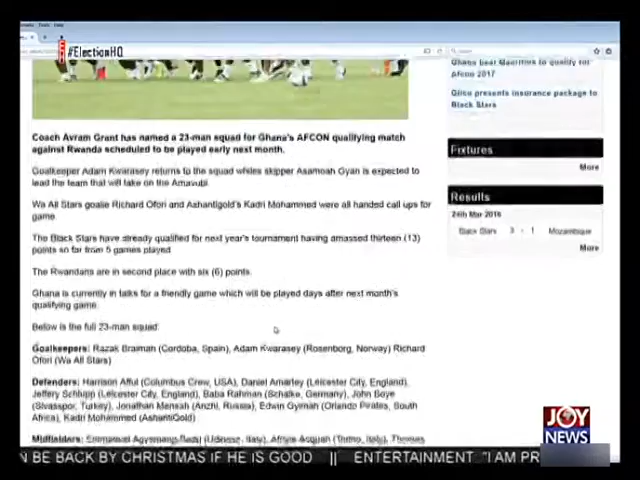 #ElectionHQ
Coach Avram Grant has named a 23-man squad for Ghana's AFCON qualifying match
against Rwanda scheduled to be played early next month.
Goalkeeper Adam Kwarasey returns to the squad whiles skipper Asamoah Gyan is expected to
lead the team that will take on the Amavubi.
Wa All Stars goalie Richard Ofori and Ashantigold's Kadri Mohammed were all handed call ups for
game.
The Black Stars have already qualified for next year's tournament having amassed thirteen (13)
points so far from 5 games played
The Rwandans are in second place with six (6) points.
Ghana is currently in talks for a friendly game which will be played days after next month's
qualifying game.
Below is the full 23-man squad:
Goalkeepers: Razak Braimah (Cordoba, Spain), Adam Kwarasey (Rosenborg, Norway) Richard
Ofori (Wa All Stars)
Defenders: Harrison Afful (Columbus Crew, USA), Daniel Amartey (Leicester City, England),
Jeffery Schlupp (Leicester City, England), Baba Rahman (Schalke, Germany), John Boye
(Sivasspor, Turkey), Jonathan Mensah (Anzhi, Russia), Edwin Gyimah (Orlando Pirates, South
Africa), Kadri Mohammed (AshantiGold)
Midfielders: Emmanuel Agyemang-Badu (Udinese, Italy), Afriyie Acquah (Torino, Italy), Thomas
Ghana beat Mauritius to qualify for
Afcon 2017
Glico presents insurance package to
Black Stars
Fixtures
More
Results
24th Mar 2016
Black Stars 3 - 1 Mozambique
More
JOY
NEWS
N BE BACK BY CHRISTMAS IF HE IS GOOD || ENTERTAINMENT "I AM PR